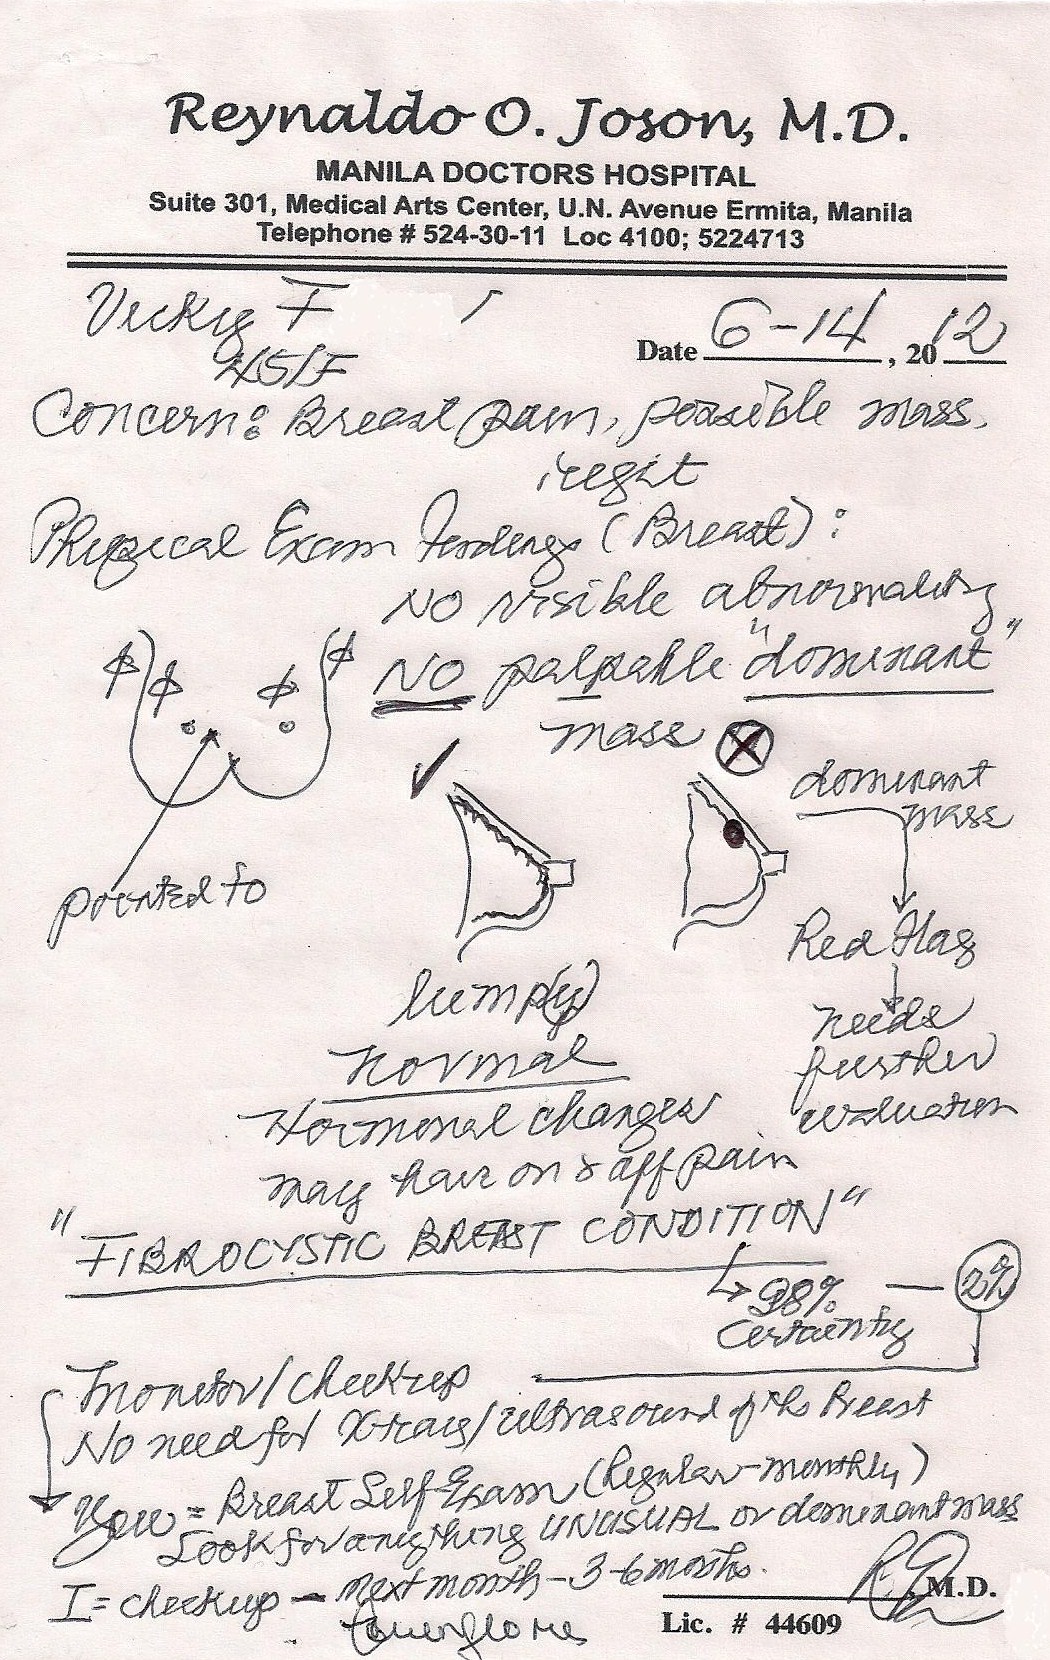 Reynaldo O. Joson, M.D.
MANILA DOCTORS HOSPITAL
Suite 301, Medical Arts Center, U.N. Avenue Ermita, Manila
Telephone # 524-30-11 Loc 4100; 5224713
Vicky F
Date 6-14, 2012
45/F
Concern: Breast pain, possible mass,
right
Physical Exam Findings (Breast):
No visible abnormality
NO palpable "dominant"
mass
dominant
mass
pointed to
Red Flag
lump(y)
needs
normal
further
evaluation
Hormonal changes
may have on & off pain
"FIBROCYSTIC BREAST CONDITION"
98% — 2%
Certainty
Monitor/Checkup
No need for X-ray/ultrasound of the Breast
You = Breast Self-Exam (Regular-monthly)
Look for anything UNUSUAL or dominant mass
I = checkup - next month - 3-6 months.
M.D.
Lic. # 44609